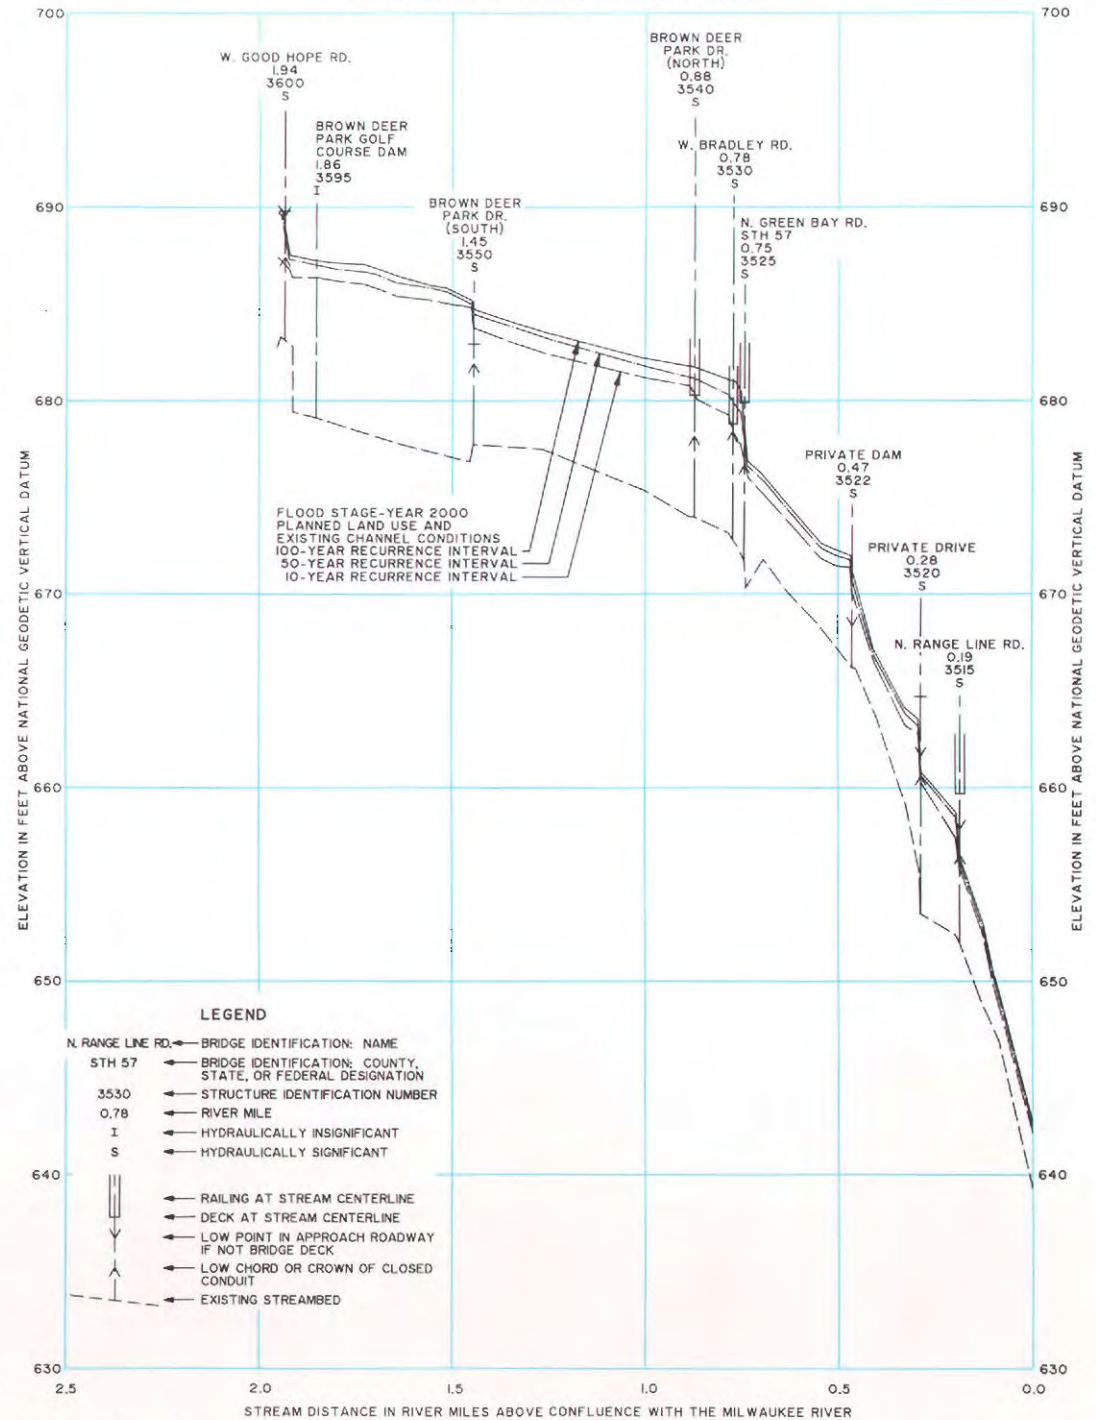 700
700
W. GOOD HOPE RD.
1.94
3600
S
BROWN DEER
PARK GOLF
COURSE DAM
1.86
3595
I
BROWN DEER
PARK DR.
(SOUTH)
1.45
3550
S
BROWN DEER
PARK DR.
(NORTH)
0.88
3540
S
W. BRADLEY RD.
0.78
3530
S
N. GREEN BAY RD.
STH 57
0.75
3525
S
690
690
680
680
PRIVATE DAM
0.47
3522
S
PRIVATE DRIVE
0.28
3520
S
N. RANGE LINE RD.
0.19
3515
S
FLOOD STAGE-YEAR 2000
PLANNED LAND USE AND
EXISTING CHANNEL CONDITIONS
100-YEAR RECURRENCE INTERVAL
50-YEAR RECURRENCE INTERVAL
10-YEAR RECURRENCE INTERVAL
670
670
660
660
650
650
640
640
630
630
ELEVATION IN FEET ABOVE NATIONAL GEODETIC VERTICAL DATUM
ELEVATION IN FEET ABOVE NATIONAL GEODETIC VERTICAL DATUM
LEGEND
N. RANGE LINE RD. BRIDGE IDENTIFICATION: NAME
STH 57 BRIDGE IDENTIFICATION: COUNTY,
STATE, OR FEDERAL DESIGNATION
3530 STRUCTURE IDENTIFICATION NUMBER
0.78 RIVER MILE
I HYDRAULICALLY INSIGNIFICANT
S HYDRAULICALLY SIGNIFICANT
RAILING AT STREAM CENTERLINE
DECK AT STREAM CENTERLINE
LOW POINT IN APPROACH ROADWAY
IF NOT BRIDGE DECK
LOW CHORD OR CROWN OF CLOSED
CONDUIT
EXISTING STREAMBED
2.5 2.0 1.5 1.0 0.5 0.0
STREAM DISTANCE IN RIVER MILES ABOVE CONFLUENCE WITH THE MILWAUKEE RIVER